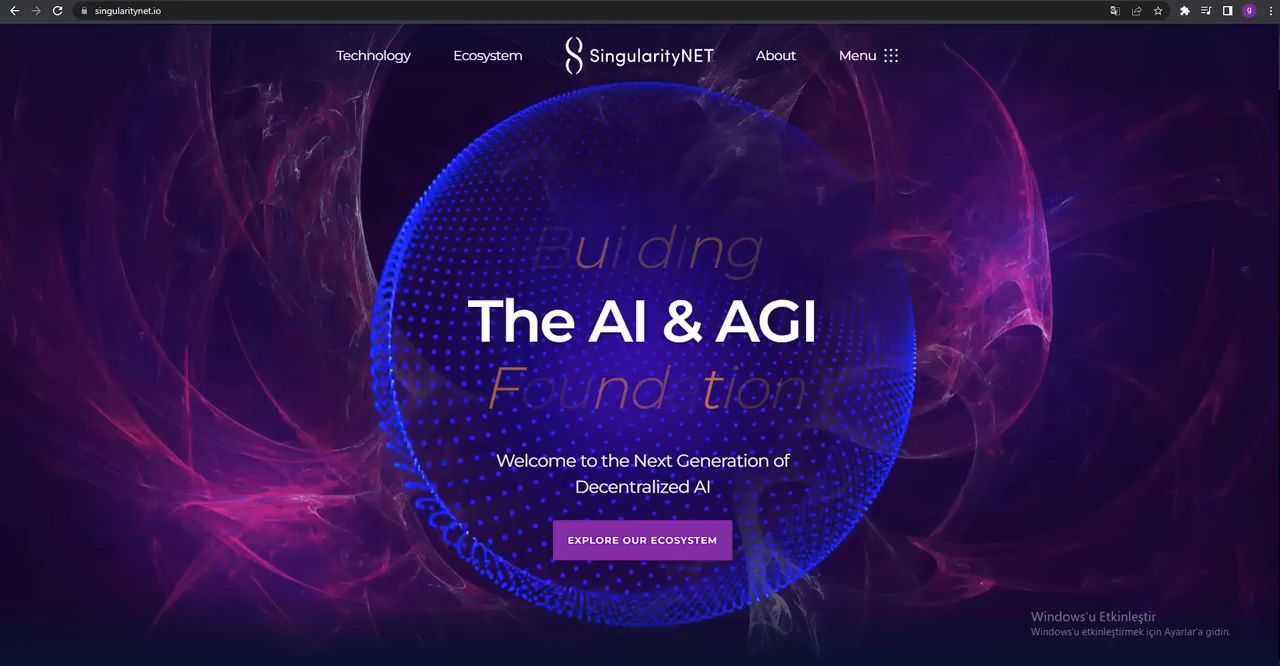 singularitynet.io
g
Technology Ecosystem SingularityNET About Menu
Building
The AI & AGI
Foundation
Welcome to the Next Generation of
Decentralized AI
EXPLORE OUR ECOSYSTEM
Windows'u Etkinleştir
Windows'u etkinleştirmek için Ayarlar'a gidin.